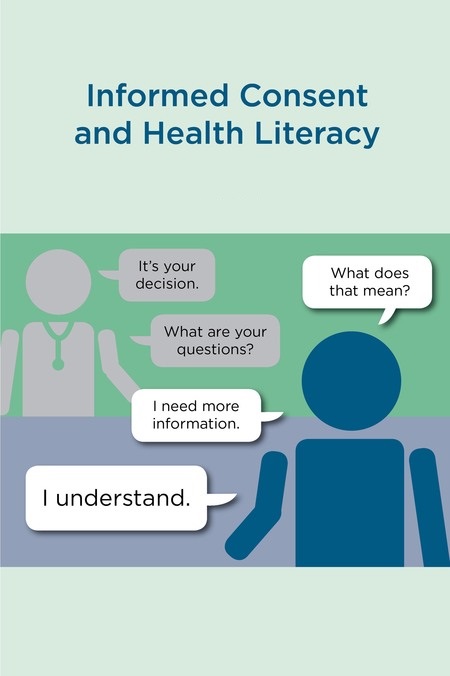 Informed Consent
and Health Literacy
It's your
decision.
What does
that mean?
What are your
questions?
I need more
information.
I understand.